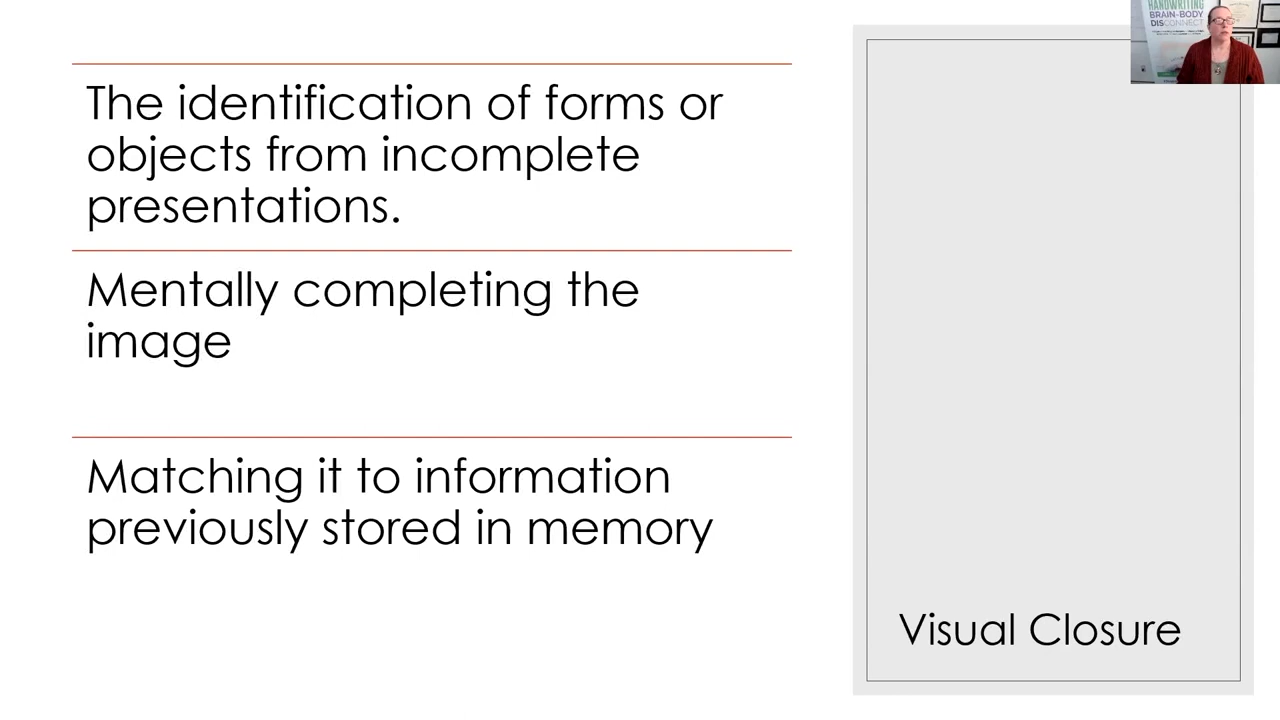 The identification of forms or
objects from incomplete
presentations.
Mentally completing the
image
Matching it to information
previously stored in memory
Visual Closure
HANDWRITING
BRAIN-BODY
DISCONNECT